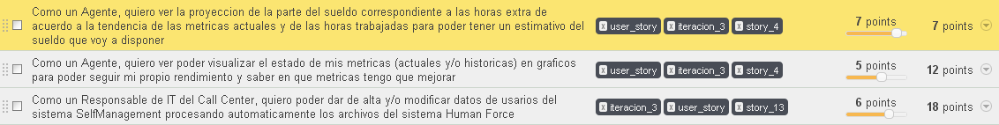 Como un Agente, quiero ver la proyeccion de la parte del sueldo correspondiente a las horas extra de
acuerdo a la tendencia de las metricas actuales y de las horas trabajadas para poder tener un estimativo del
sueldo que voy a disponer
x user_story x iteracion_3 x story_4
7 points
7 points
Como un Agente, quiero ver poder visualizar el estado de mis metricas (actuales y/o historicas) en graficos
para poder seguir mi propio rendimiento y saber en que metricas tengo que mejorar
x user_story x iteracion_3 x story_4
5 points
12 points
Como un Responsable de IT del Call Center, quiero poder dar de alta y/o modificar datos de usarios del
sistema SelfManagement procesando automaticamente los archivos del sistema Human Force
x iteracion_3 x user_story x story_13
6 points
18 points